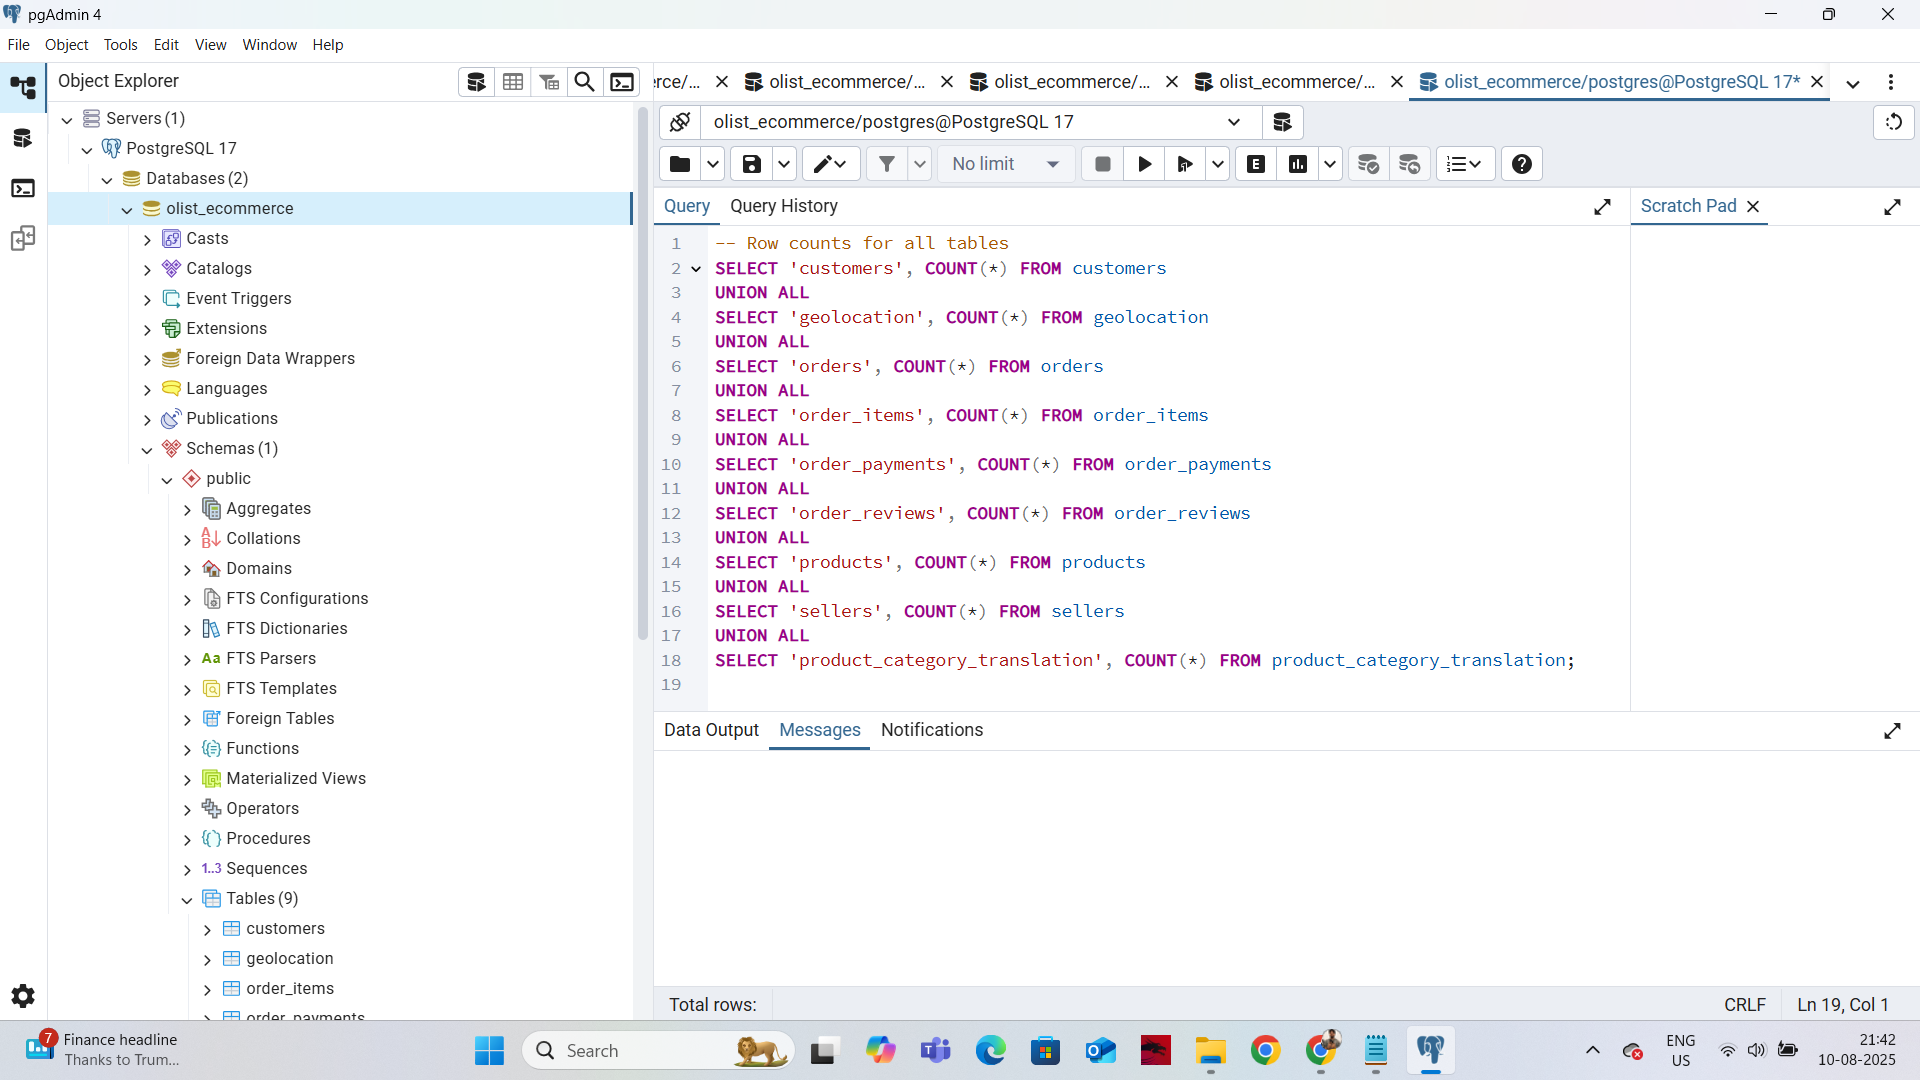 pgAdmin 4
File Object Tools Edit View Window Help
Object Explorer
Servers (1)
PostgreSQL 17
Databases (2)
olist_ecommerce
Casts
Catalogs
Event Triggers
Extensions
Foreign Data Wrappers
Languages
Publications
Schemas (1)
public
Aggregates
Collations
Domains
FTS Configurations
FTS Dictionaries
Aa FTS Parsers
FTS Templates
Foreign Tables
Functions
Materialized Views
Operators
Procedures
1..3 Sequences
Tables (9)
customers
geolocation
order_items
order_payments
rce/... olist_ecommerce/... olist_ecommerce/... olist_ecommerce/... olist_ecommerce/postgres@PostgreSQL 17*
olist_ecommerce/postgres@PostgreSQL 17
No limit
E
Query Query History
Scratch Pad
1 -- Row counts for all tables
2 SELECT 'customers', COUNT(*) FROM customers
3 UNION ALL
4 SELECT 'geolocation', COUNT(*) FROM geolocation
5 UNION ALL
6 SELECT 'orders', COUNT(*) FROM orders
7 UNION ALL
8 SELECT 'order_items', COUNT(*) FROM order_items
9 UNION ALL
10 SELECT 'order_payments', COUNT(*) FROM order_payments
11 UNION ALL
12 SELECT 'order_reviews', COUNT(*) FROM order_reviews
13 UNION ALL
14 SELECT 'products', COUNT(*) FROM products
15 UNION ALL
16 SELECT 'sellers', COUNT(*) FROM sellers
17 UNION ALL
18 SELECT 'product_category_translation', COUNT(*) FROM product_category_translation;
19
Data Output Messages Notifications
Total rows:
CRLF Ln 19, Col 1
7
Finance headline
Thanks to Trum...
Search
ENG
US
21:42
10-08-2025